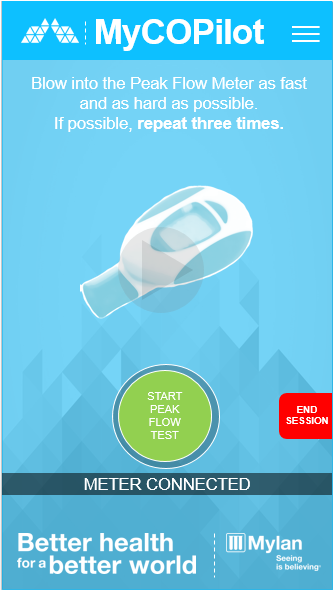 MyCOPilot
Blow into the Peak Flow Meter as fast
and as hard as possible.
If possible, repeat three times.
START
PEAK
FLOW
TEST
END
SESSION
METER CONNECTED
Better health
for a better world
Mylan
Seeing
is believing®